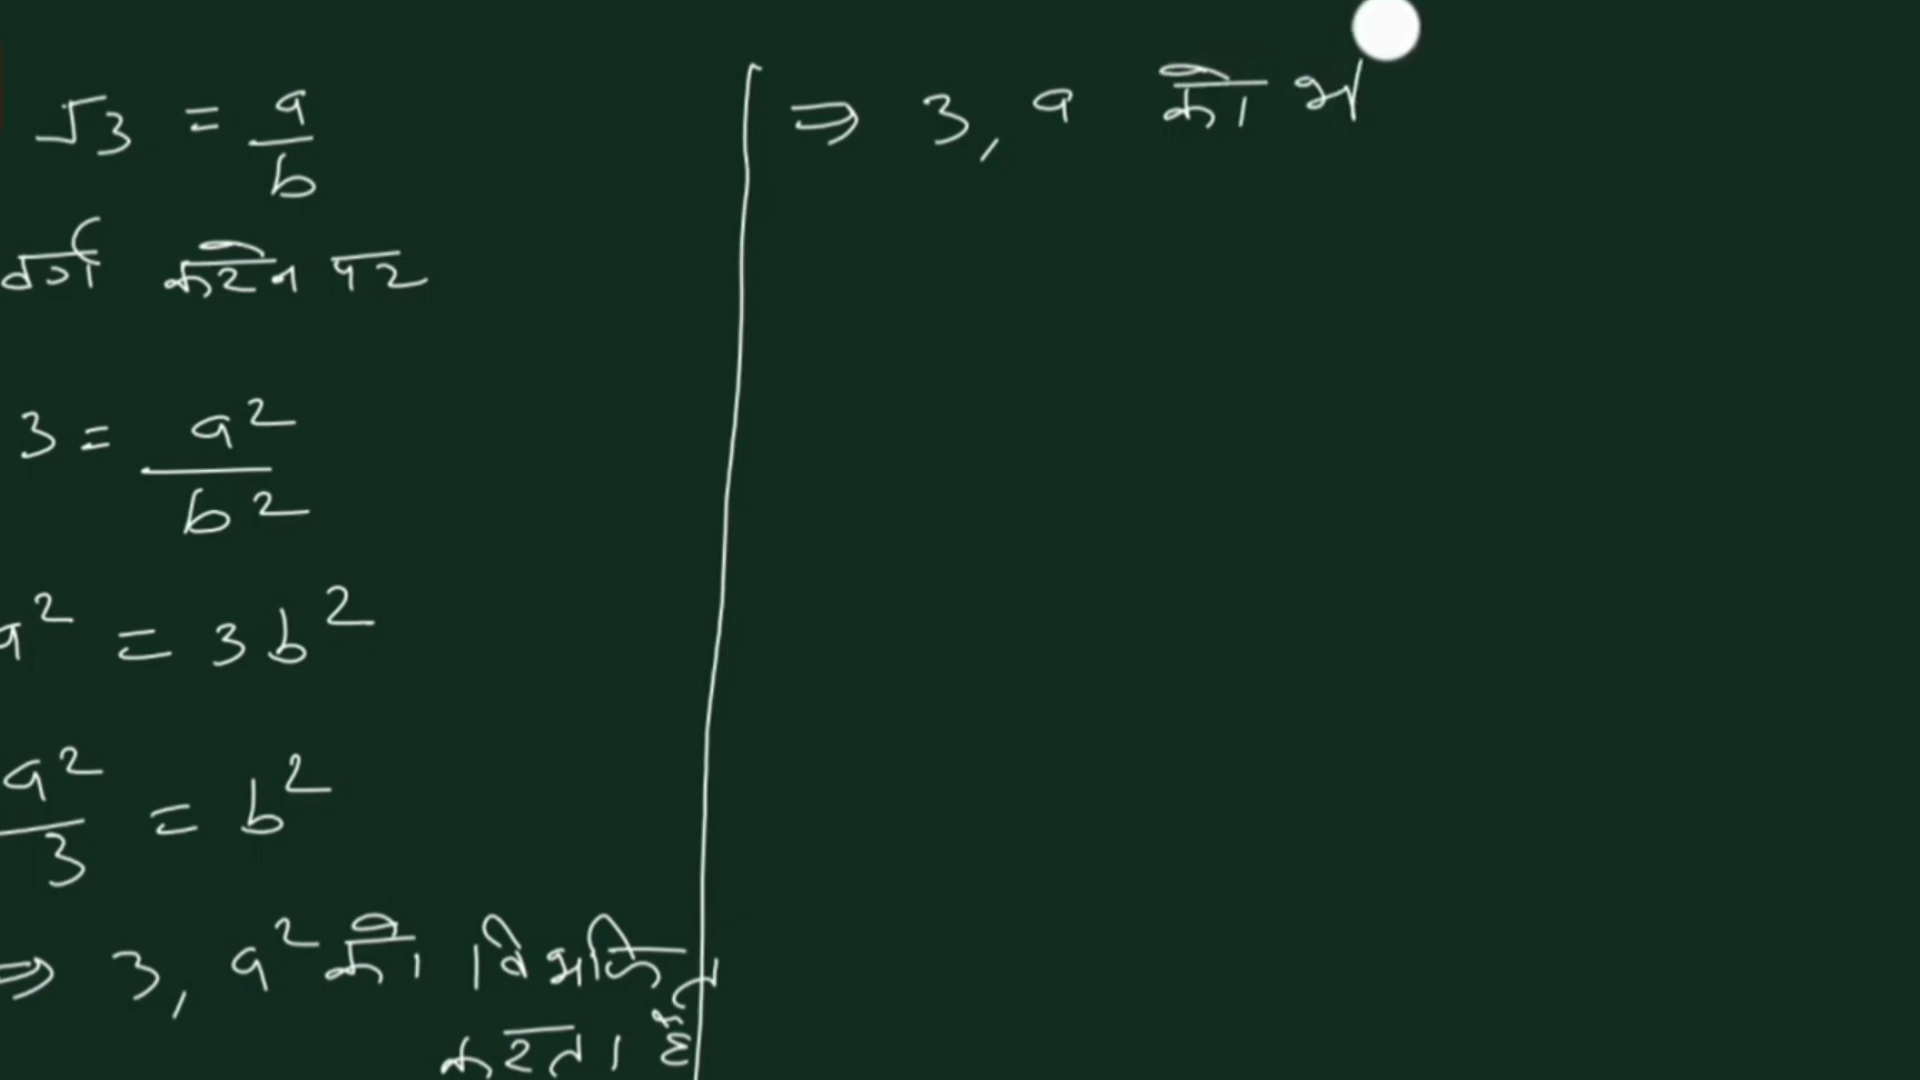 √3 = a/b
वर्ग करने पर
3 = a²/b²
a² = 3b²
a²/3 = b²
⇒ 3, a² को विभाजित
करता है
⇒ 3, a को भ